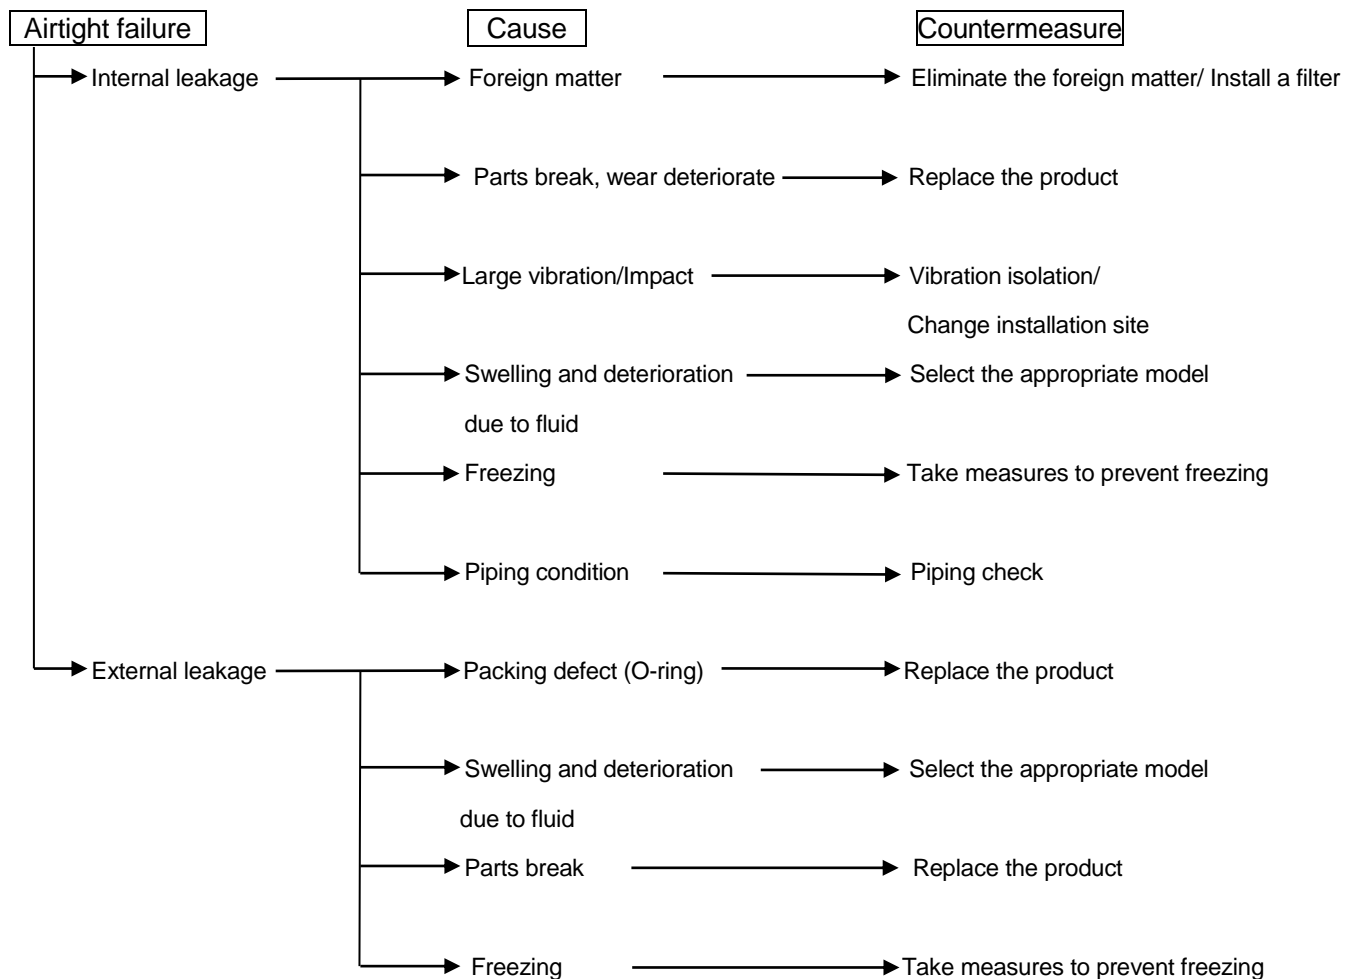 Airtight failure Cause Countermeasure
Internal leakage Foreign matter Eliminate the foreign matter/ Install a filter
Parts break, wear deteriorate Replace the product
Large vibration/Impact Vibration isolation/
Change installation site
Swelling and deterioration Select the appropriate model
due to fluid
Freezing Take measures to prevent freezing
Piping condition Piping check
External leakage Packing defect (O-ring) Replace the product
Swelling and deterioration Select the appropriate model
due to fluid
Parts break Replace the product
Freezing Take measures to prevent freezing